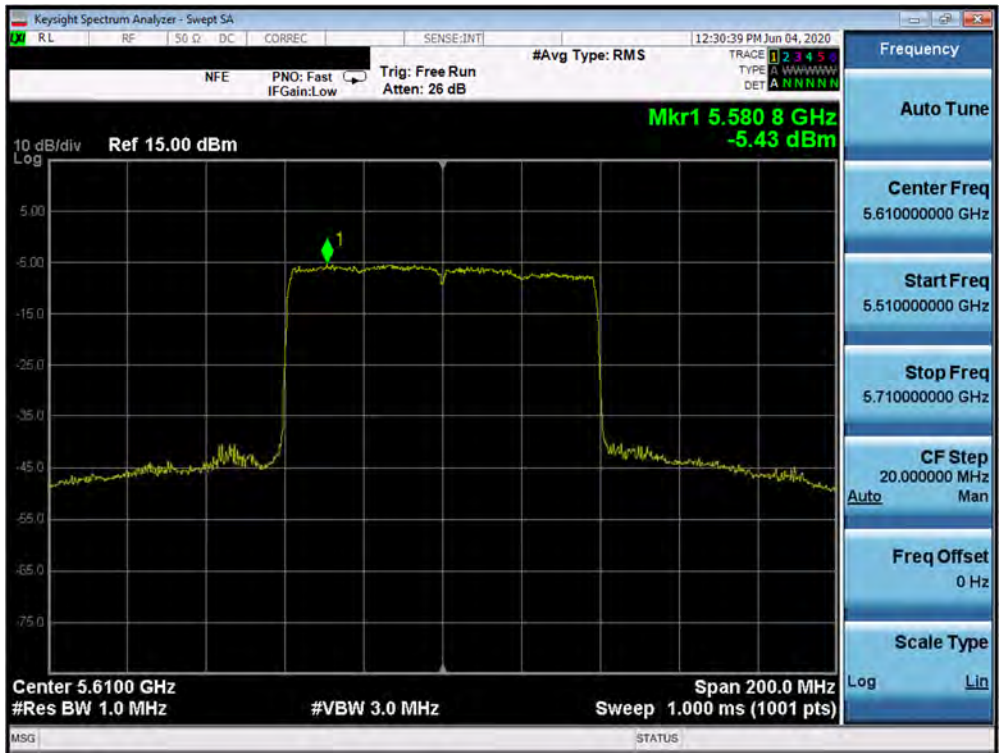 Keysight Spectrum Analyzer - Swept SA
LXI RL RF 50 Ω DC CORREC SENSE:INT 12:30:39 PM Jun 04, 2020
NFE PNO: Fast IFGain:Low Trig: Free Run Atten: 26 dB #Avg Type: RMS
TRACE 1 2 3 4 5 6
TYPE A WWWWW
DET A N N N N N
Mkr1 5.580 8 GHz
-5.43 dBm
10 dB/div Ref 15.00 dBm
Log
1
5.00
-5.00
-15.0
-25.0
-35.0
-45.0
-55.0
-65.0
-75.0
Center 5.6100 GHz Span 200.0 MHz
#Res BW 1.0 MHz #VBW 3.0 MHz Sweep 1.000 ms (1001 pts)
MSG STATUS
Frequency
Auto Tune
Center Freq
5.610000000 GHz
Start Freq
5.510000000 GHz
Stop Freq
5.710000000 GHz
CF Step
20.000000 MHz
Auto Man
Freq Offset
0 Hz
Scale Type
Log Lin